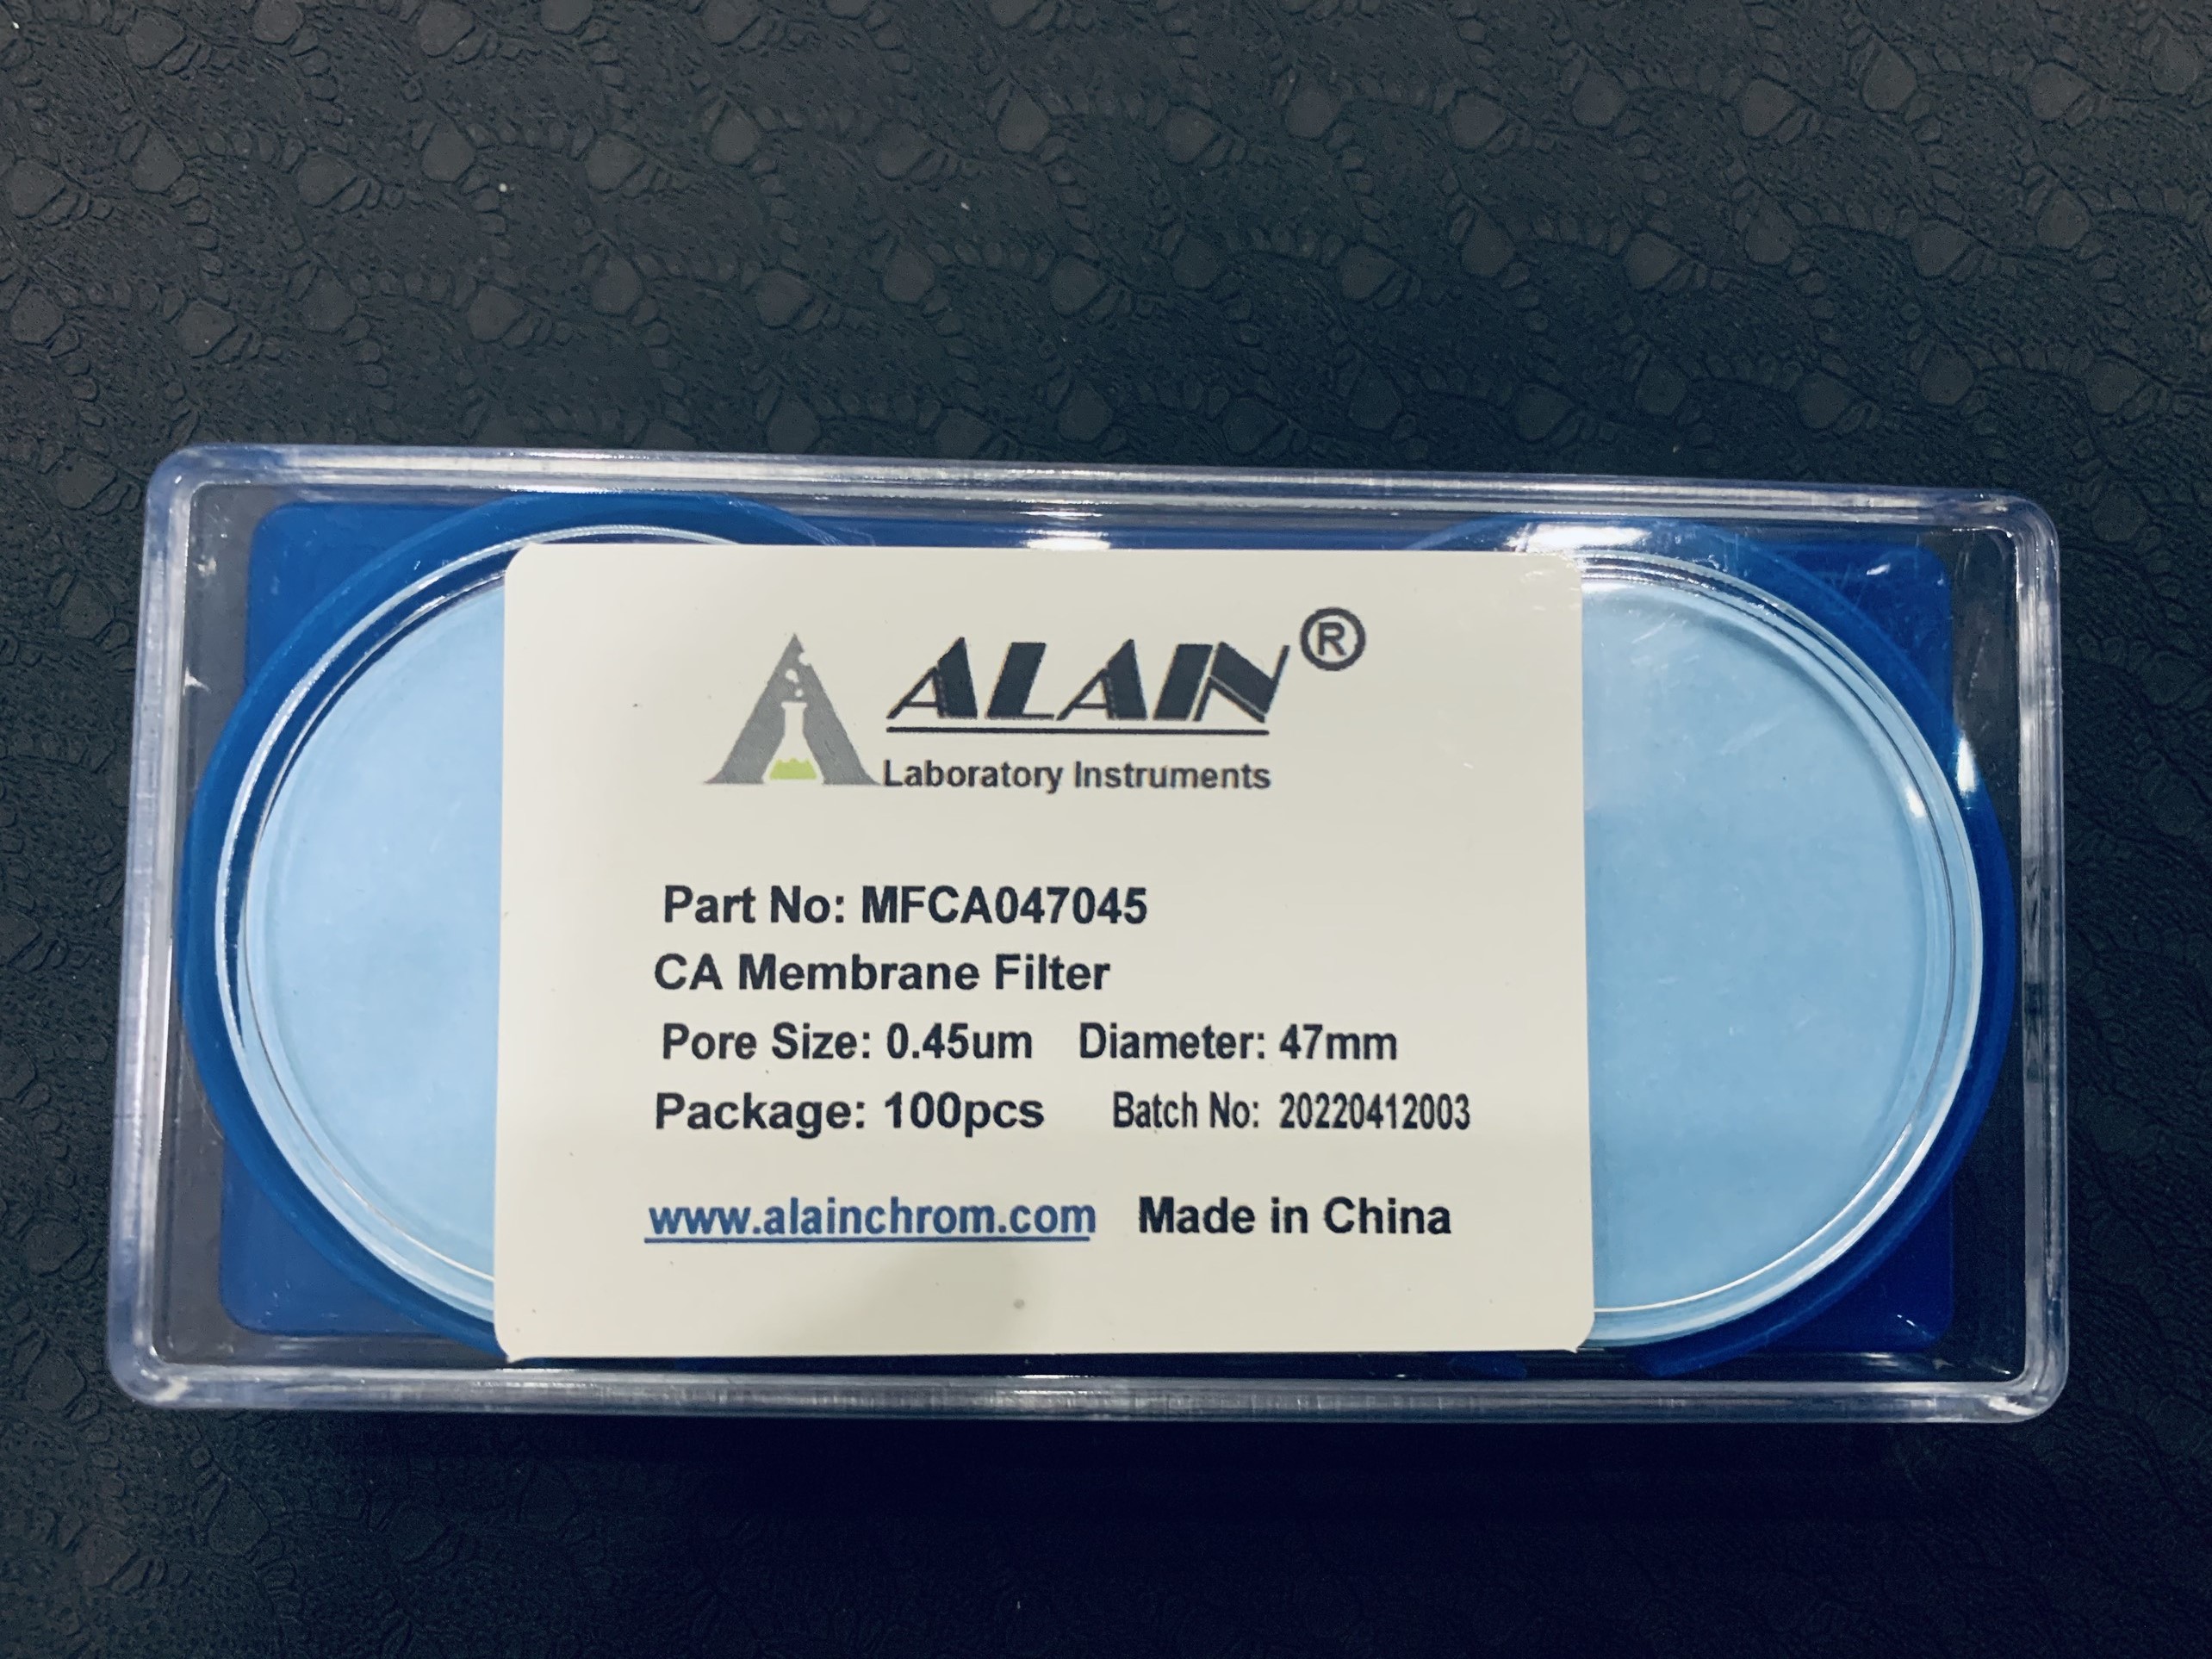 ALAIN®
Laboratory Instruments
Part No: MFCA047045
CA Membrane Filter
Pore Size: 0.45um Diameter: 47mm
Package: 100pcs Batch No: 20220412003
www.alainchrom.com Made in China